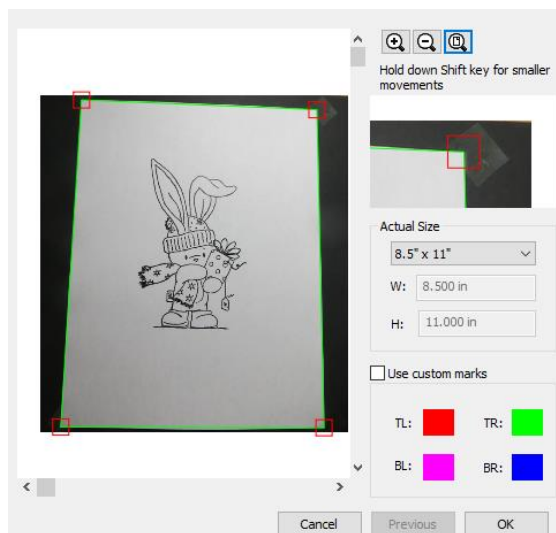 Hold down Shift key for smaller
movements
Actual Size
8.5" x 11"
W: 8.500 in
H: 11.000 in
Use custom marks
TL: TR:
BL: BR:
Cancel Previous OK